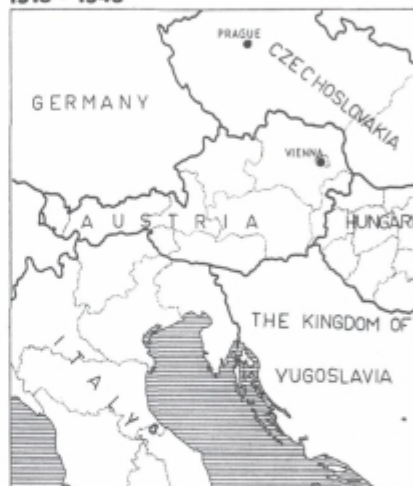 PRAGUE
CZECHOSLOVAKIA
GERMANY
VIENNA
AUSTRIA
HUNGAR
THE KINGDOM OF
YUGOSLAVIA
ITALY